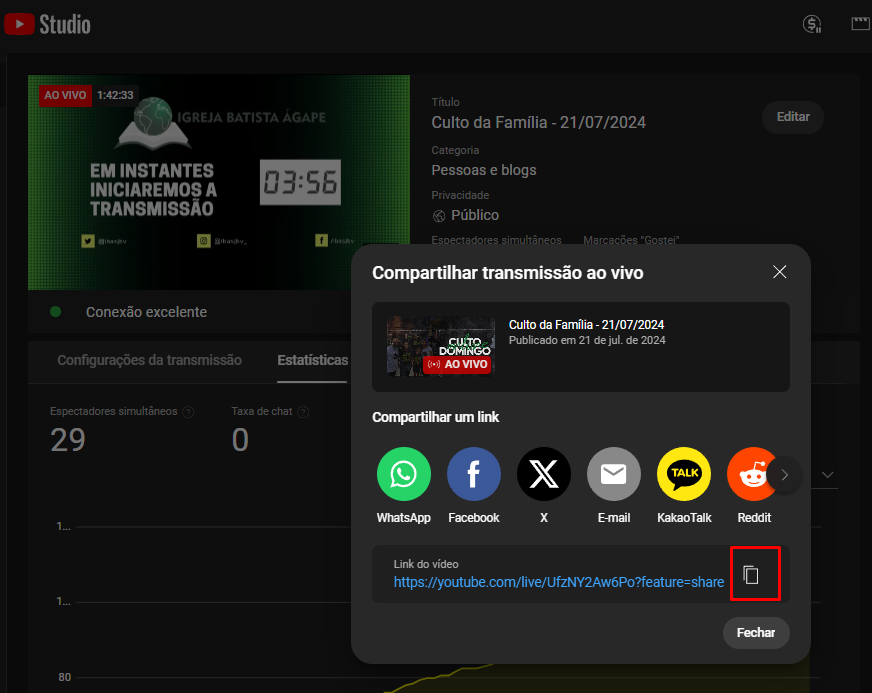 Studio
AO VIVO 1:42:33
IGREJA BATISTA ÁGAPE
EM INSTANTES
INICIAREMOS A
TRANSMISSÃO
03:56
@ibasjbv
@ibasjbv_
/ibasjbv
Título
Culto da Família - 21/07/2024
Editar
Categoria
Pessoas e blogs
Privacidade
Público
Espectadores simultâneos
Marcações "Gostei"
Conexão excelente
Configurações da transmissão
Estatísticas
Espectadores simultâneos
29
Taxa de chat
0
1...
1...
80
Compartilhar transmissão ao vivo
CULTO
DOMINGO
AO VIVO
Culto da Família - 21/07/2024
Publicado em 21 de jul. de 2024
Compartilhar um link
TALK
WhatsApp
Facebook
X
E-mail
KakaoTalk
Reddit
Link do vídeo
https://youtube.com/live/UfzNY2Aw6Po?feature=share
Fechar